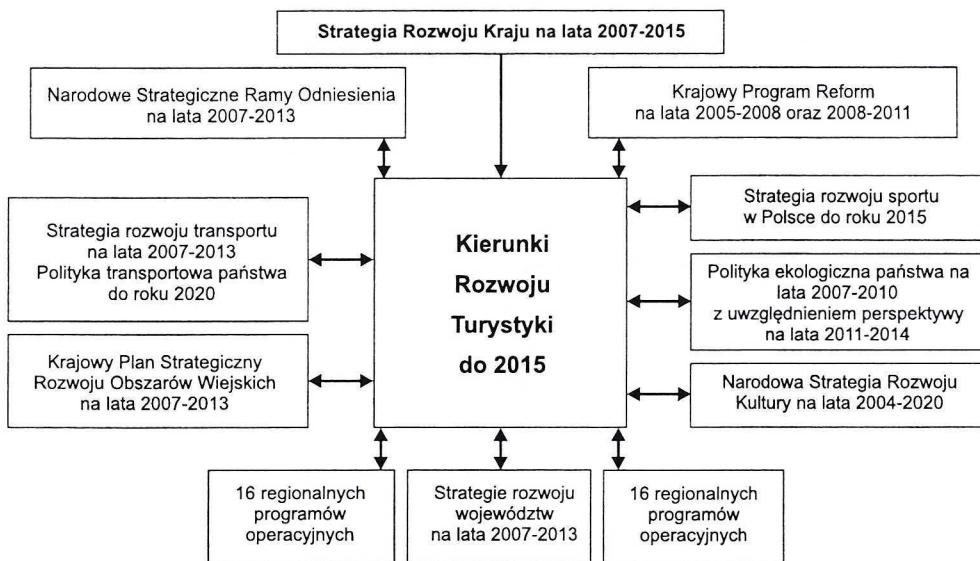 Strategia Rozwoju Kraju na lata 2007-2015
Narodowe Strategiczne Ramy Odniesienia
na lata 2007-2013
Krajowy Program Reform
na lata 2005-2008 oraz 2008-2011
Strategia rozwoju transportu
na lata 2007-2013
Polityka transportowa państwa
do roku 2020
Krajowy Plan Strategiczny
Rozwoju Obszarów Wiejskich
na lata 2007-2013
Kierunki
Rozwoju
Turystyki
do 2015
Strategia rozwoju sportu
w Polsce do roku 2015
Polityka ekologiczna państwa na
lata 2007-2010
z uwzględnieniem perspektywy
na lata 2011-2014
Narodowa Strategia Rozwoju
Kultury na lata 2004-2020
16 regionalnych
programów
operacyjnych
Strategie rozwoju
województw
na lata 2007-2013
16 regionalnych
programów
operacyjnych